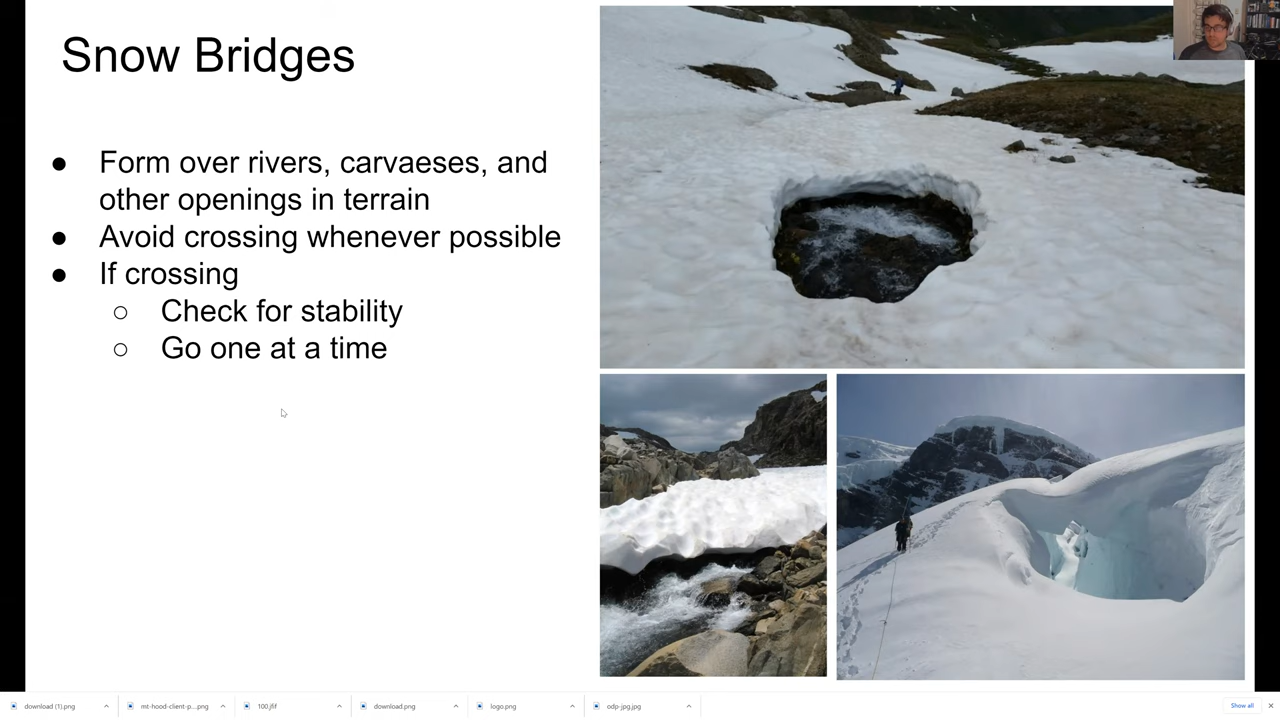 Snow Bridges
● Form over rivers, carvaeses, and
other openings in terrain
● Avoid crossing whenever possible
● If crossing
○ Check for stability
○ Go one at a time
download (1).png
mt-hood-client-p....png
100.jfif
download.png
logo.png
odp-jpg.jpg
Show all